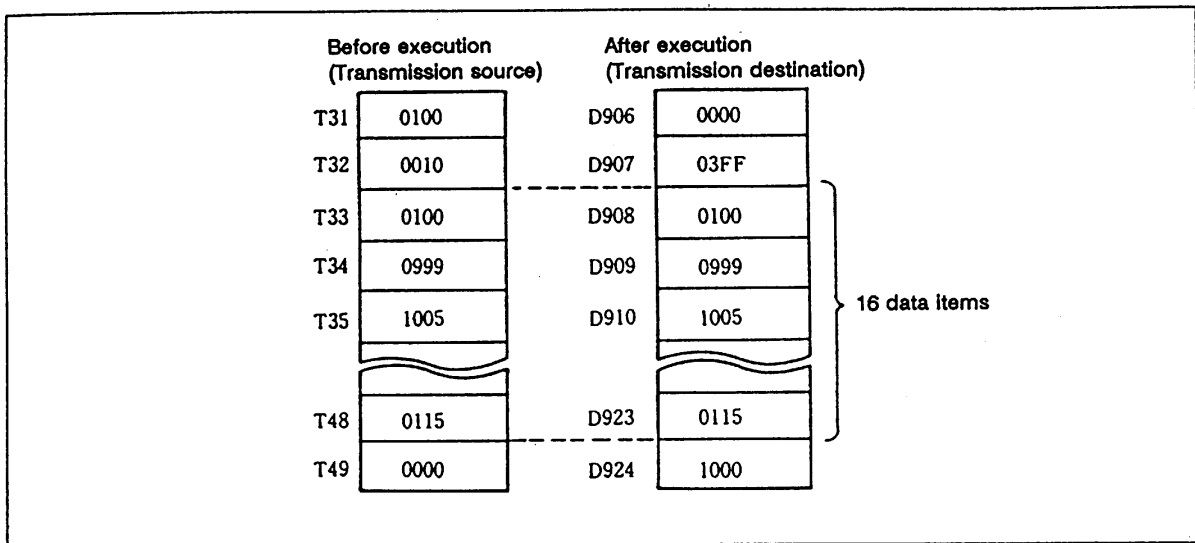 Before execution
(Transmission source)
After execution
(Transmission destination)
T31 0100 D906 0000
T32 0010 D907 03FF
T33 0100 D908 0100
T34 0999 D909 0999
T35 1005 D910 1005
16 data items
T48 0115 D923 0115
T49 0000 D924 1000